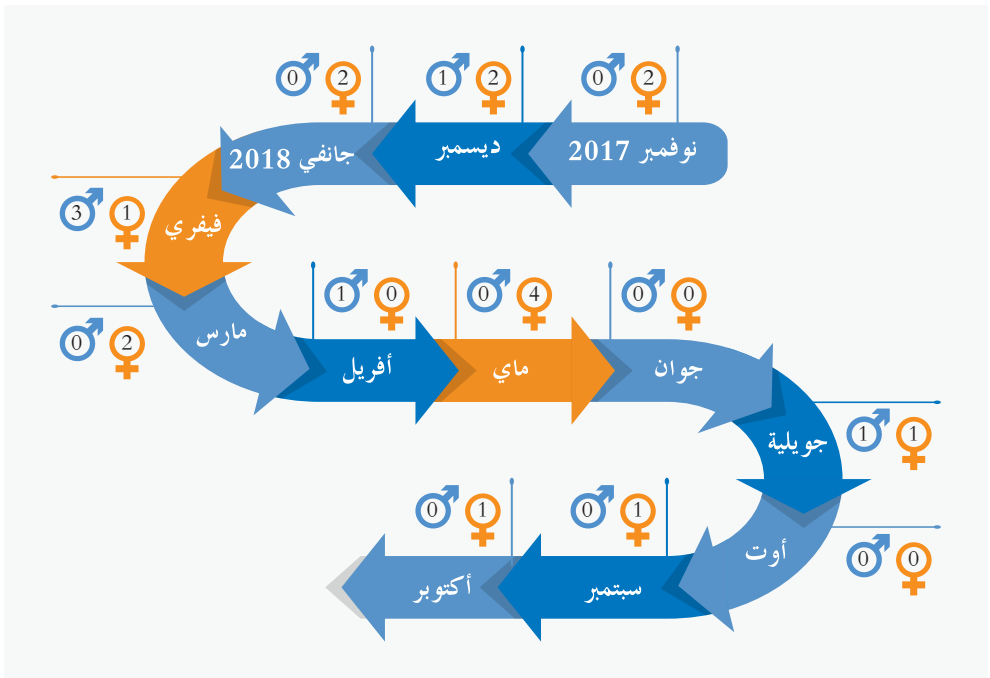 0 2
نوفمبر 2017
1 2
ديسمبر
0 2
جانفي 2018
3 1
فيفري
0 2
مارس
1 0
أفريل
0 4
ماي
0 0
جوان
1 1
جويلية
0 0
أوت
0 1
سبتمبر
0 1
أكتوبر